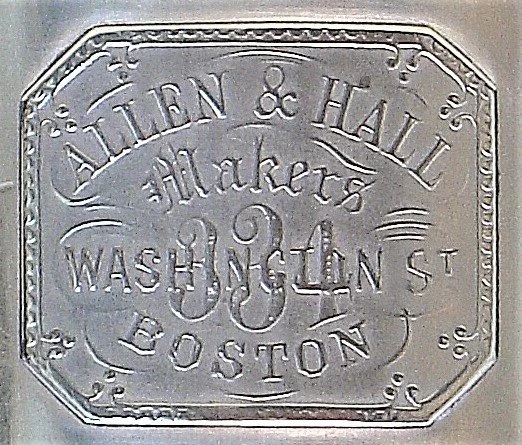 ALLEN & HALL
Makers
334
WASHINGTON ST
BOSTON